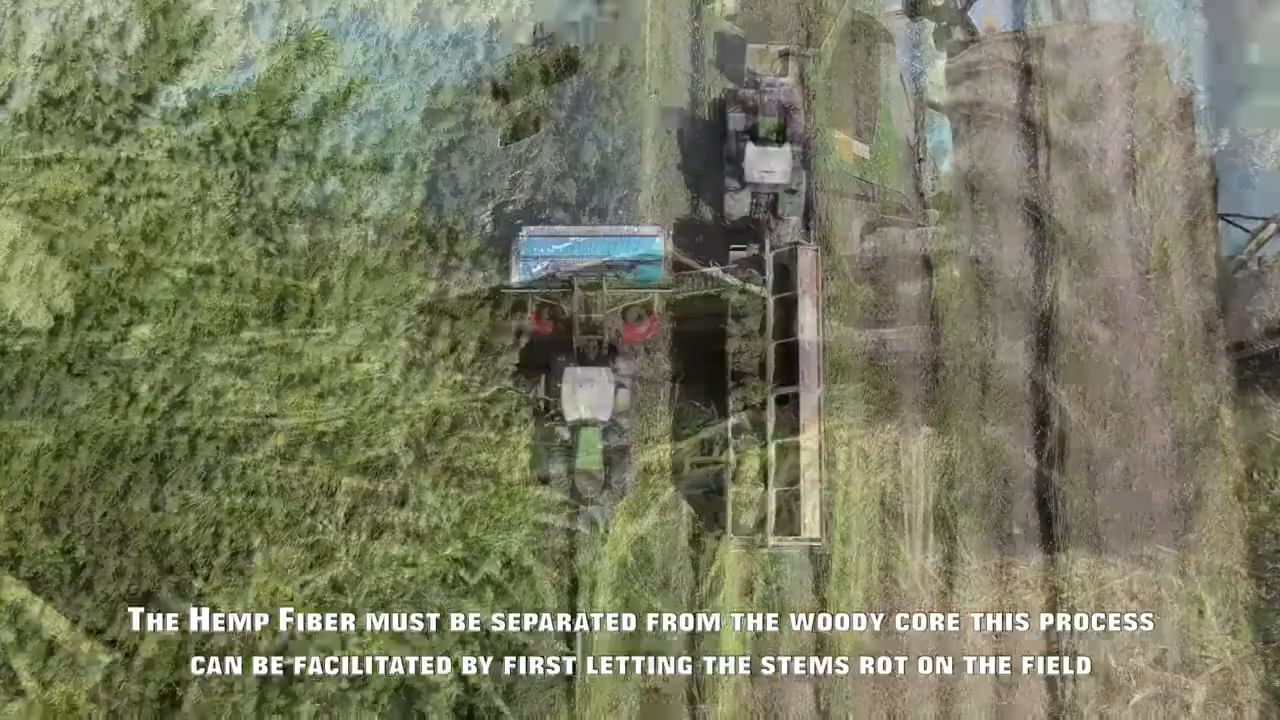 The Hemp Fiber must be separated from the woody core this process
can be facilitated by first letting the stems rot on the field